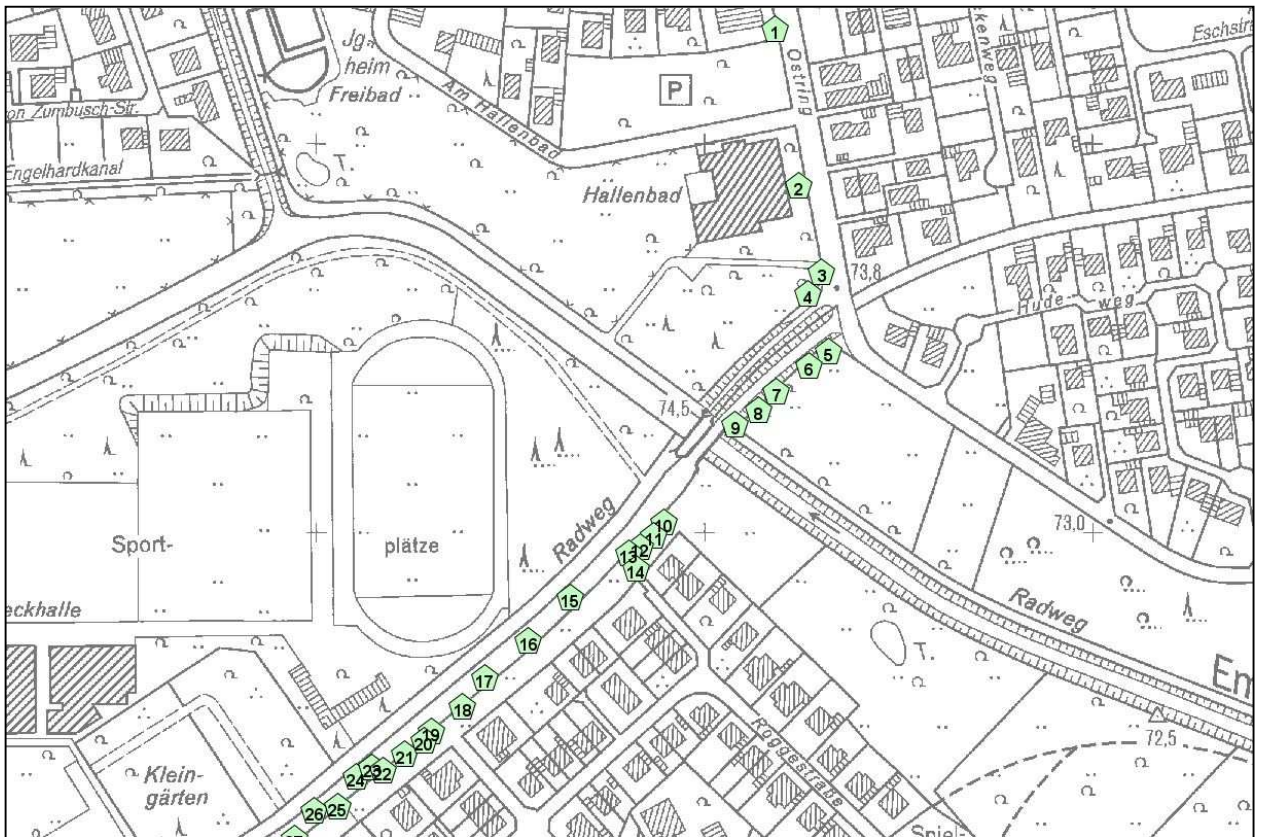 1
Jg.-
heim
Freibad
Ostring
Eschstr
P
Am Hallenbad
on Zumbusch-Str.
Engelhardkanal
T.
Hallenbad
2
3
73,8
4
Hude-weg
5
6
7
8
74,5
9
10
11
12
13
14
73,0
Sport-
plätze
Radweg
15
Radweg
eckhalle
16
T.
17
Em
18
Roggestraße
19
20
21
72,5
22
23
24
Klein-
gärten
25
26
Spiel-